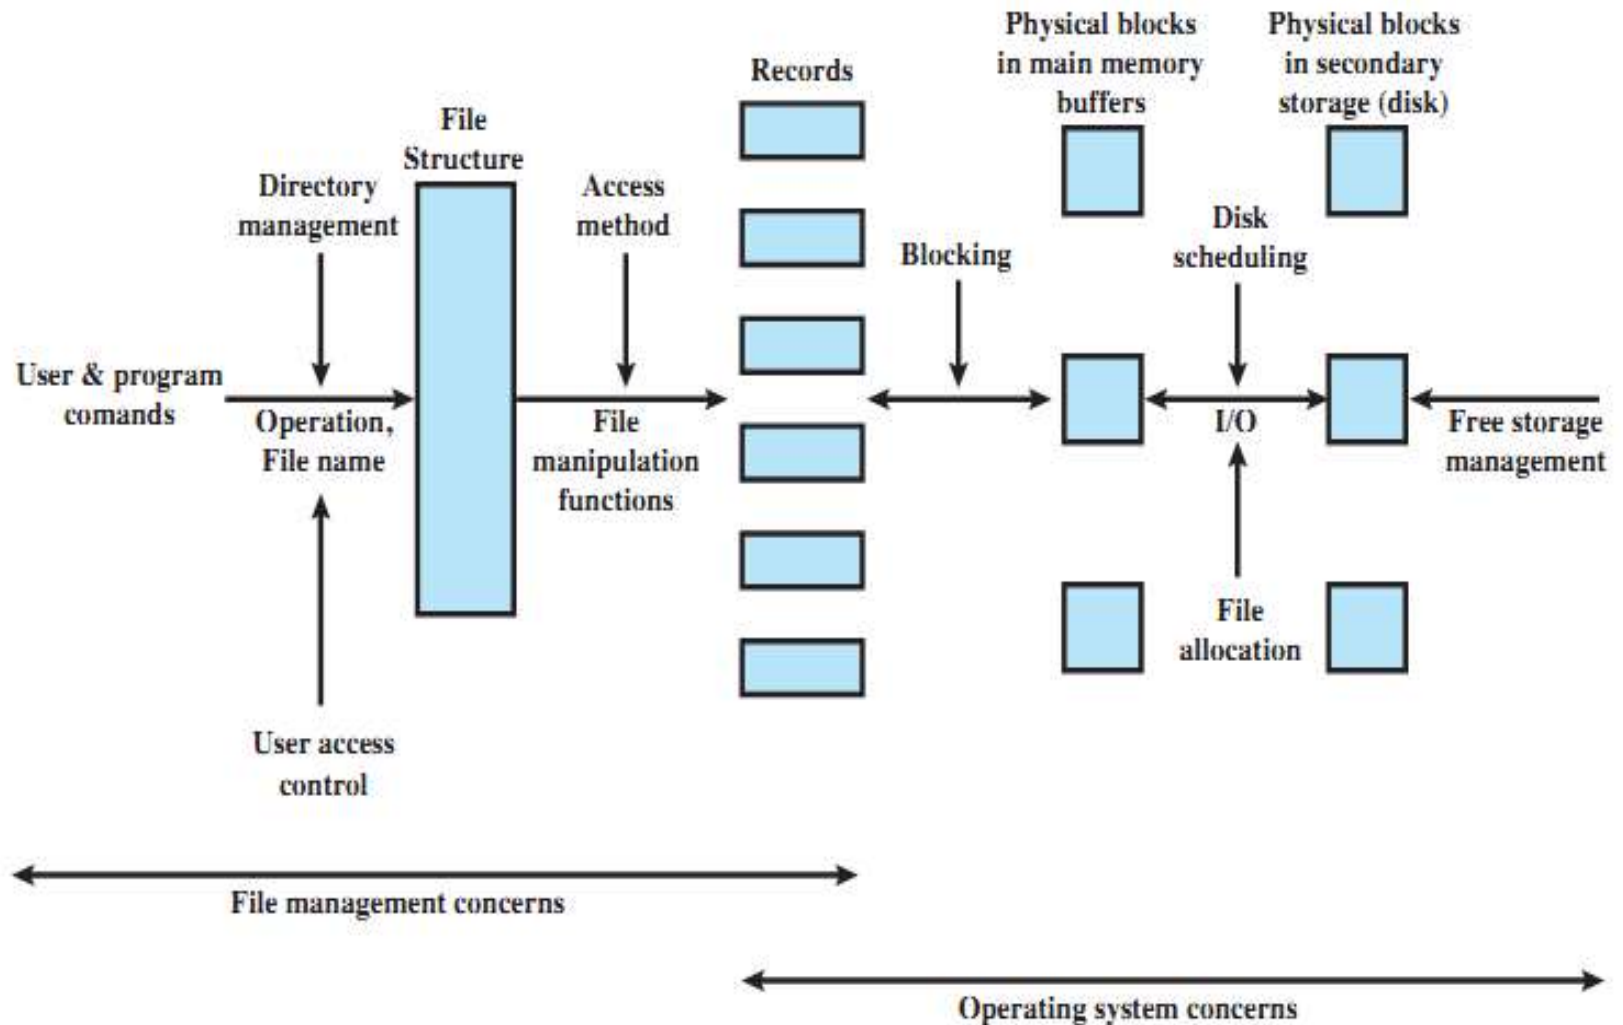 Physical blocks
in main memory
buffers
Physical blocks
in secondary
storage (disk)
Records
File
Structure
Directory
management
Access
method
Blocking
Disk
scheduling
User & program
comands
Operation,
File name
File
manipulation
functions
I/O
Free storage
management
File
allocation
User access
control
File management concerns
Operating system concerns